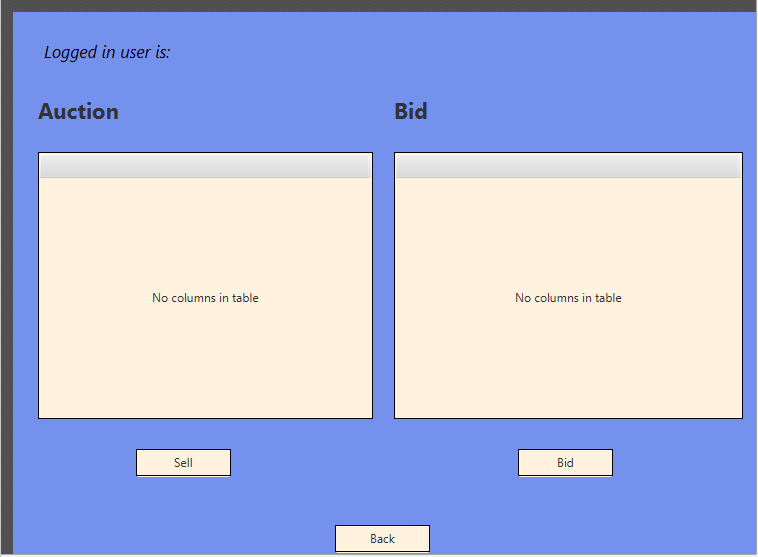 Logged in user is:
Auction
Bid
No columns in table
No columns in table
Sell
Bid
Back